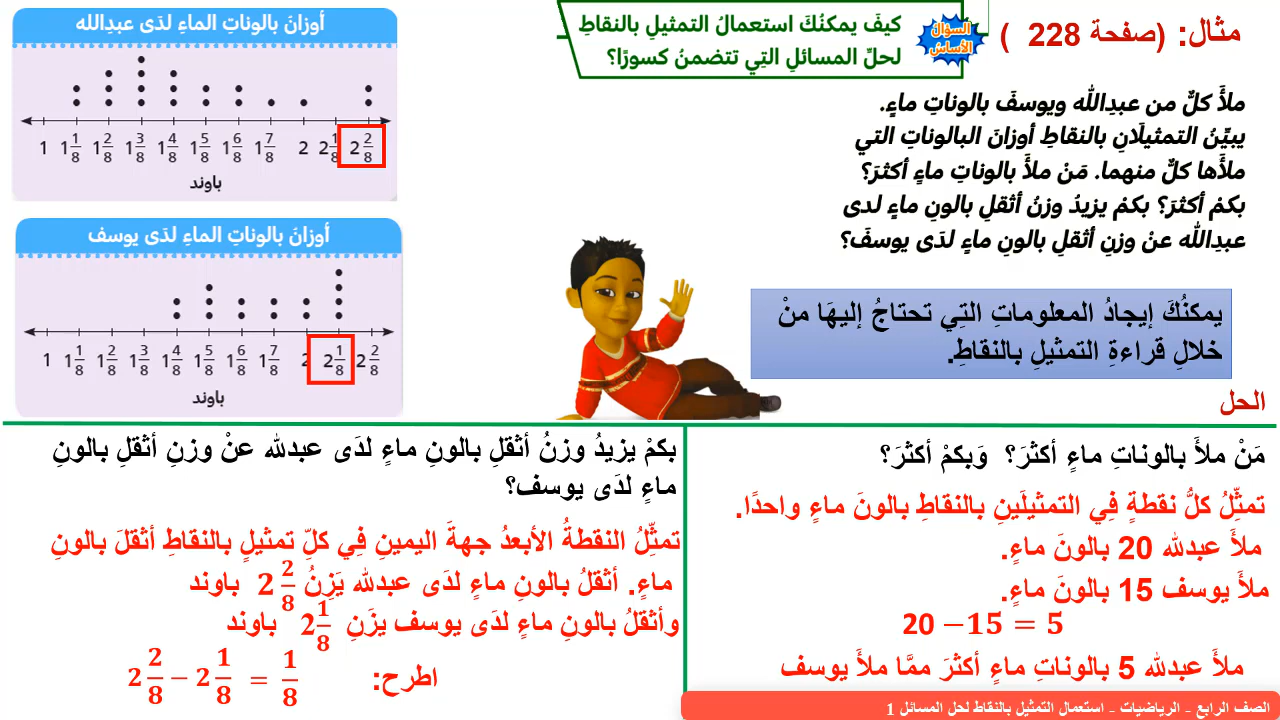 مثال: (صفحة 228 )
السؤال
الأساسي
كيفَ يمكنُكَ استعمالُ التمثيلِ بالنقاطِ
لحلِّ المسائلِ التِي تتضمنُ كسورًا؟
ملأَ كلٌّ من عبدِالله ويوسفَ بالوناتِ ماءٍ.
يبيِّنُ التمثيلَانِ بالنقاطِ أوزانَ البالوناتِ التي
ملأَها كلٌّ منهما. مَنْ ملأَ بالوناتِ ماءٍ أكثرَ؟
بكمْ أكثرَ؟ بكمْ يزيدُ وزنُ أثقلِ بالونِ ماءٍ لدى
عبدِالله عنْ وزنِ أثقلِ بالونِ ماءٍ لدَى يوسفَ؟
أوزانَ بالوناتِ الماءِ لدَى عبدِالله
1 1 1/8 1 2/8 1 3/8 1 4/8 1 5/8 1 6/8 1 7/8 2 2 1/8 2 2/8
باوند
أوزانَ بالوناتِ الماءِ لدَى يوسف
1 1 1/8 1 2/8 1 3/8 1 4/8 1 5/8 1 6/8 1 7/8 2 2 1/8 2 2/8
باوند
يمكنُكَ إيجادُ المعلوماتِ التِي تحتاجُ إليهَا منْ
خلالِ قراءةِ التمثيلِ بالنقاطِ.
الحل
مَنْ ملأَ بالوناتِ ماءٍ أكثرَ؟ وَبكمْ أكثرَ؟
تمثِّلُ كلُّ نقطةٍ فِي التمثيلَينِ بالنقاطِ بالونَ ماءٍ واحدًا.
ملأَ عبدلله 20 بالونَ ماءٍ.
ملأَ يوسف 15 بالونَ ماءٍ.
20 − 15 = 5
ملأَ عبدلله 5 بالوناتِ ماءٍ أكثرَ ممَّا ملأَ يوسف
بكمْ يزيدُ وزنُ أثقلِ بالونِ ماءٍ لدَى عبدلله عنْ وزنِ أثقلِ بالونِ
ماءٍ لدَى يوسف؟
تمثِّلُ النقطةُ الأبعدُ جهةَ اليمينِ فِي كلِّ تمثيلٍ بالنقاطِ أثقلَ بالونِ
ماءٍ. أثقلُ بالونِ ماءٍ لدَى عبدلله يَزِنُ 2 2/8 باوند
وأثقلُ بالونِ ماءٍ لدَى يوسف يزَنِ 2 1/8 باوند
اطرح: 2 2/8 − 2 1/8 = 1/8
الصف الرابع - الرياضيات - استعمال التمثيل بالنقاط لحل المسائل 1